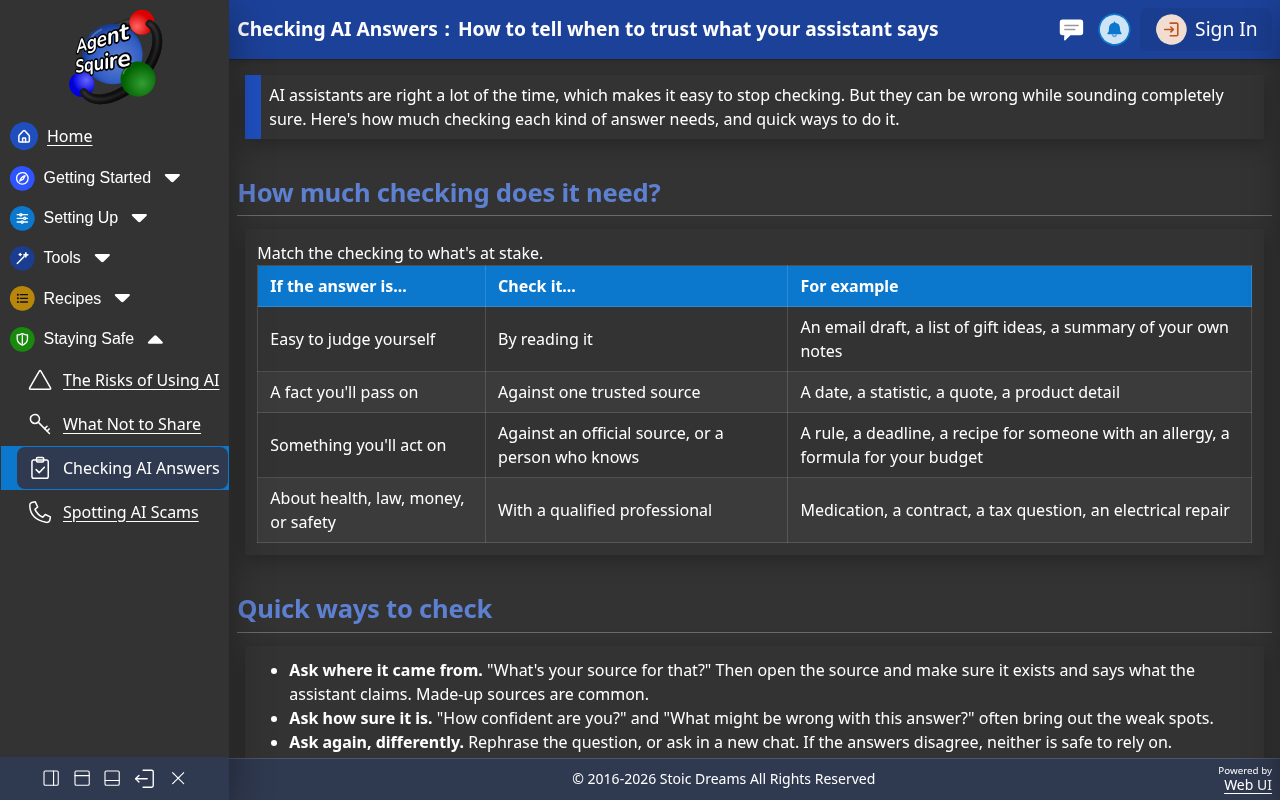 Agent
Squire
Home
Getting Started
Setting Up
Tools
Recipes
Staying Safe
The Risks of Using AI
What Not to Share
Checking AI Answers
Spotting AI Scams
Checking AI Answers : How to tell when to trust what your assistant says
Sign In
AI assistants are right a lot of the time, which makes it easy to stop checking. But they can be wrong while sounding completely
sure. Here's how much checking each kind of answer needs, and quick ways to do it.
How much checking does it need?
Match the checking to what's at stake.
If the answer is... Check it... For example
Easy to judge yourself By reading it An email draft, a list of gift ideas, a summary of your own
notes
A fact you'll pass on Against one trusted source A date, a statistic, a quote, a product detail
Something you'll act on Against an official source, or a
person who knows A rule, a deadline, a recipe for someone with an allergy, a
formula for your budget
About health, law, money,
or safety With a qualified professional Medication, a contract, a tax question, an electrical repair
Quick ways to check
Ask where it came from. "What's your source for that?" Then open the source and make sure it exists and says what the
assistant claims. Made-up sources are common.
Ask how sure it is. "How confident are you?" and "What might be wrong with this answer?" often bring out the weak spots.
Ask again, differently. Rephrase the question, or ask in a new chat. If the answers disagree, neither is safe to rely on.
© 2016-2026 Stoic Dreams All Rights Reserved
Powered by
Web UI